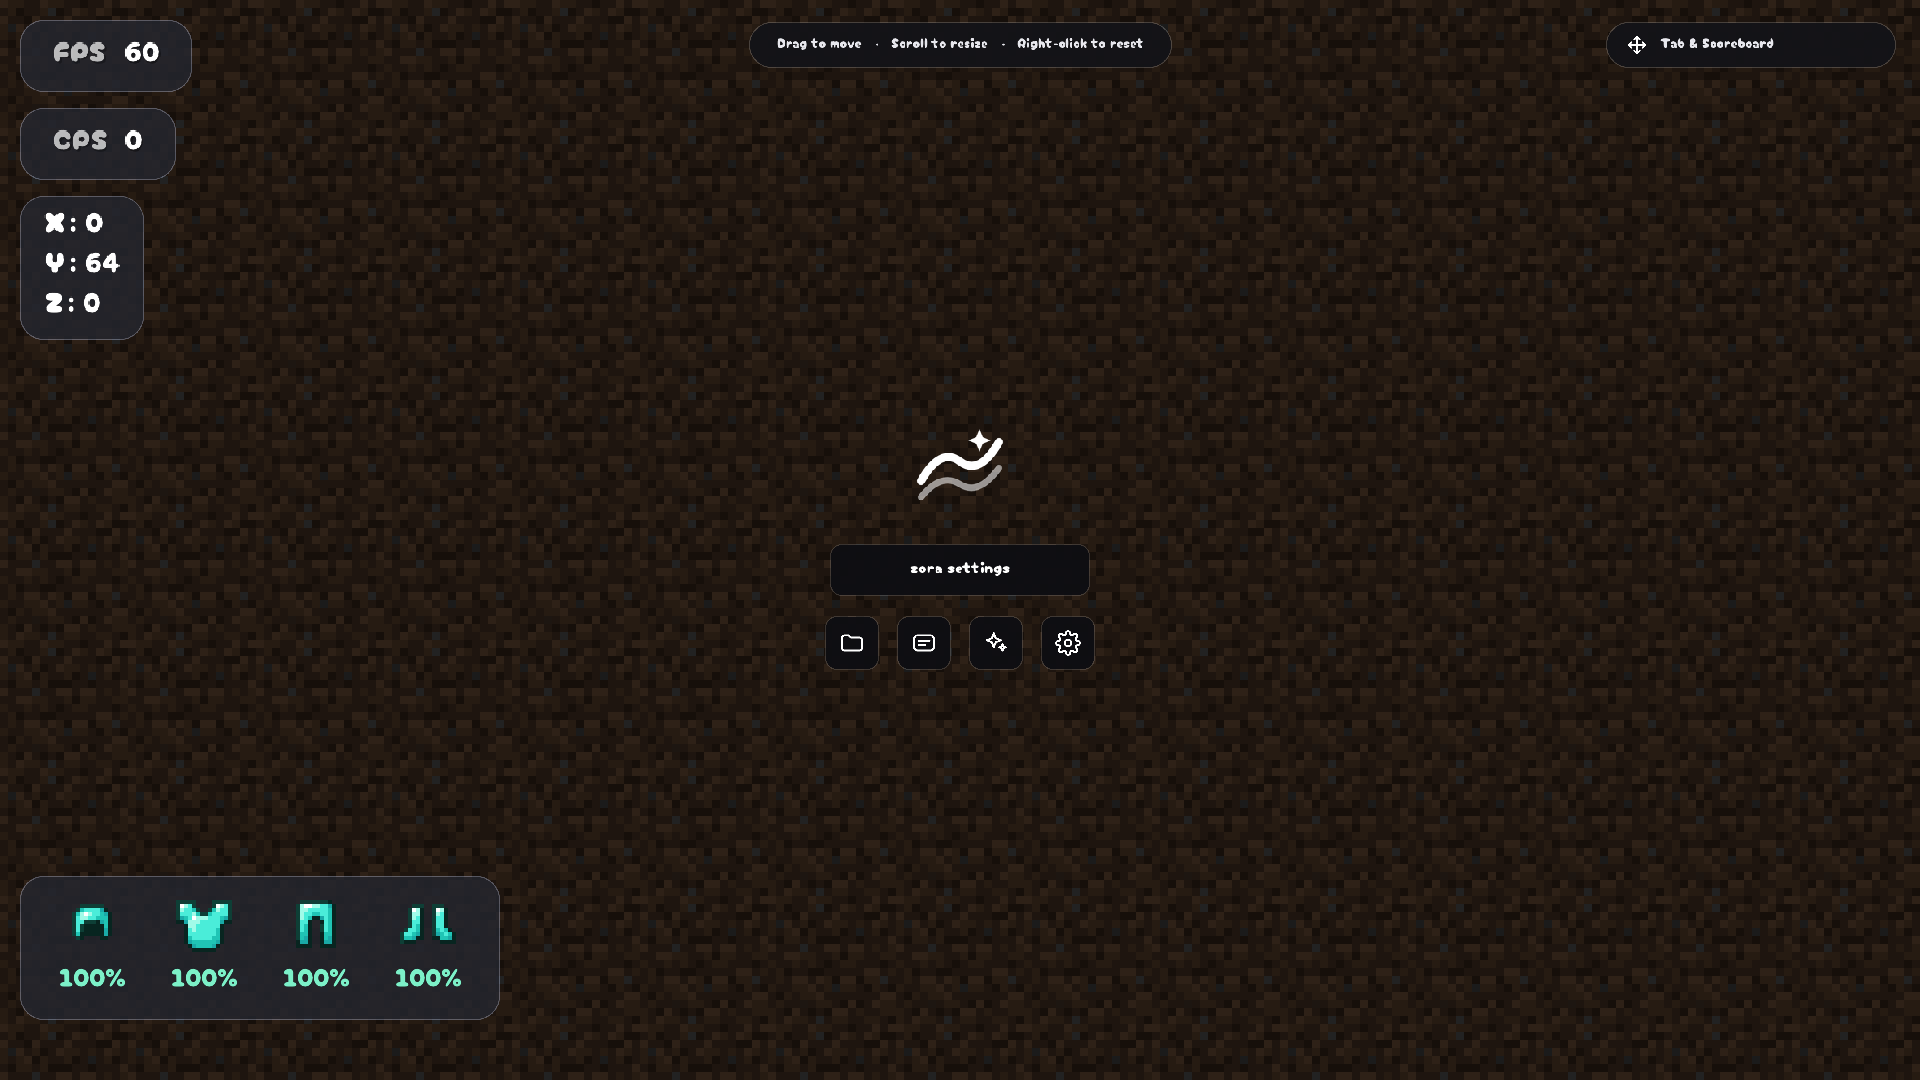 FPS 60
Drag to move · Scroll to resize · Right-click to reset
Tab & Scoreboard
CPS 0
X: 0
Y: 64
Z: 0
zorn settings
100% 100% 100% 100%